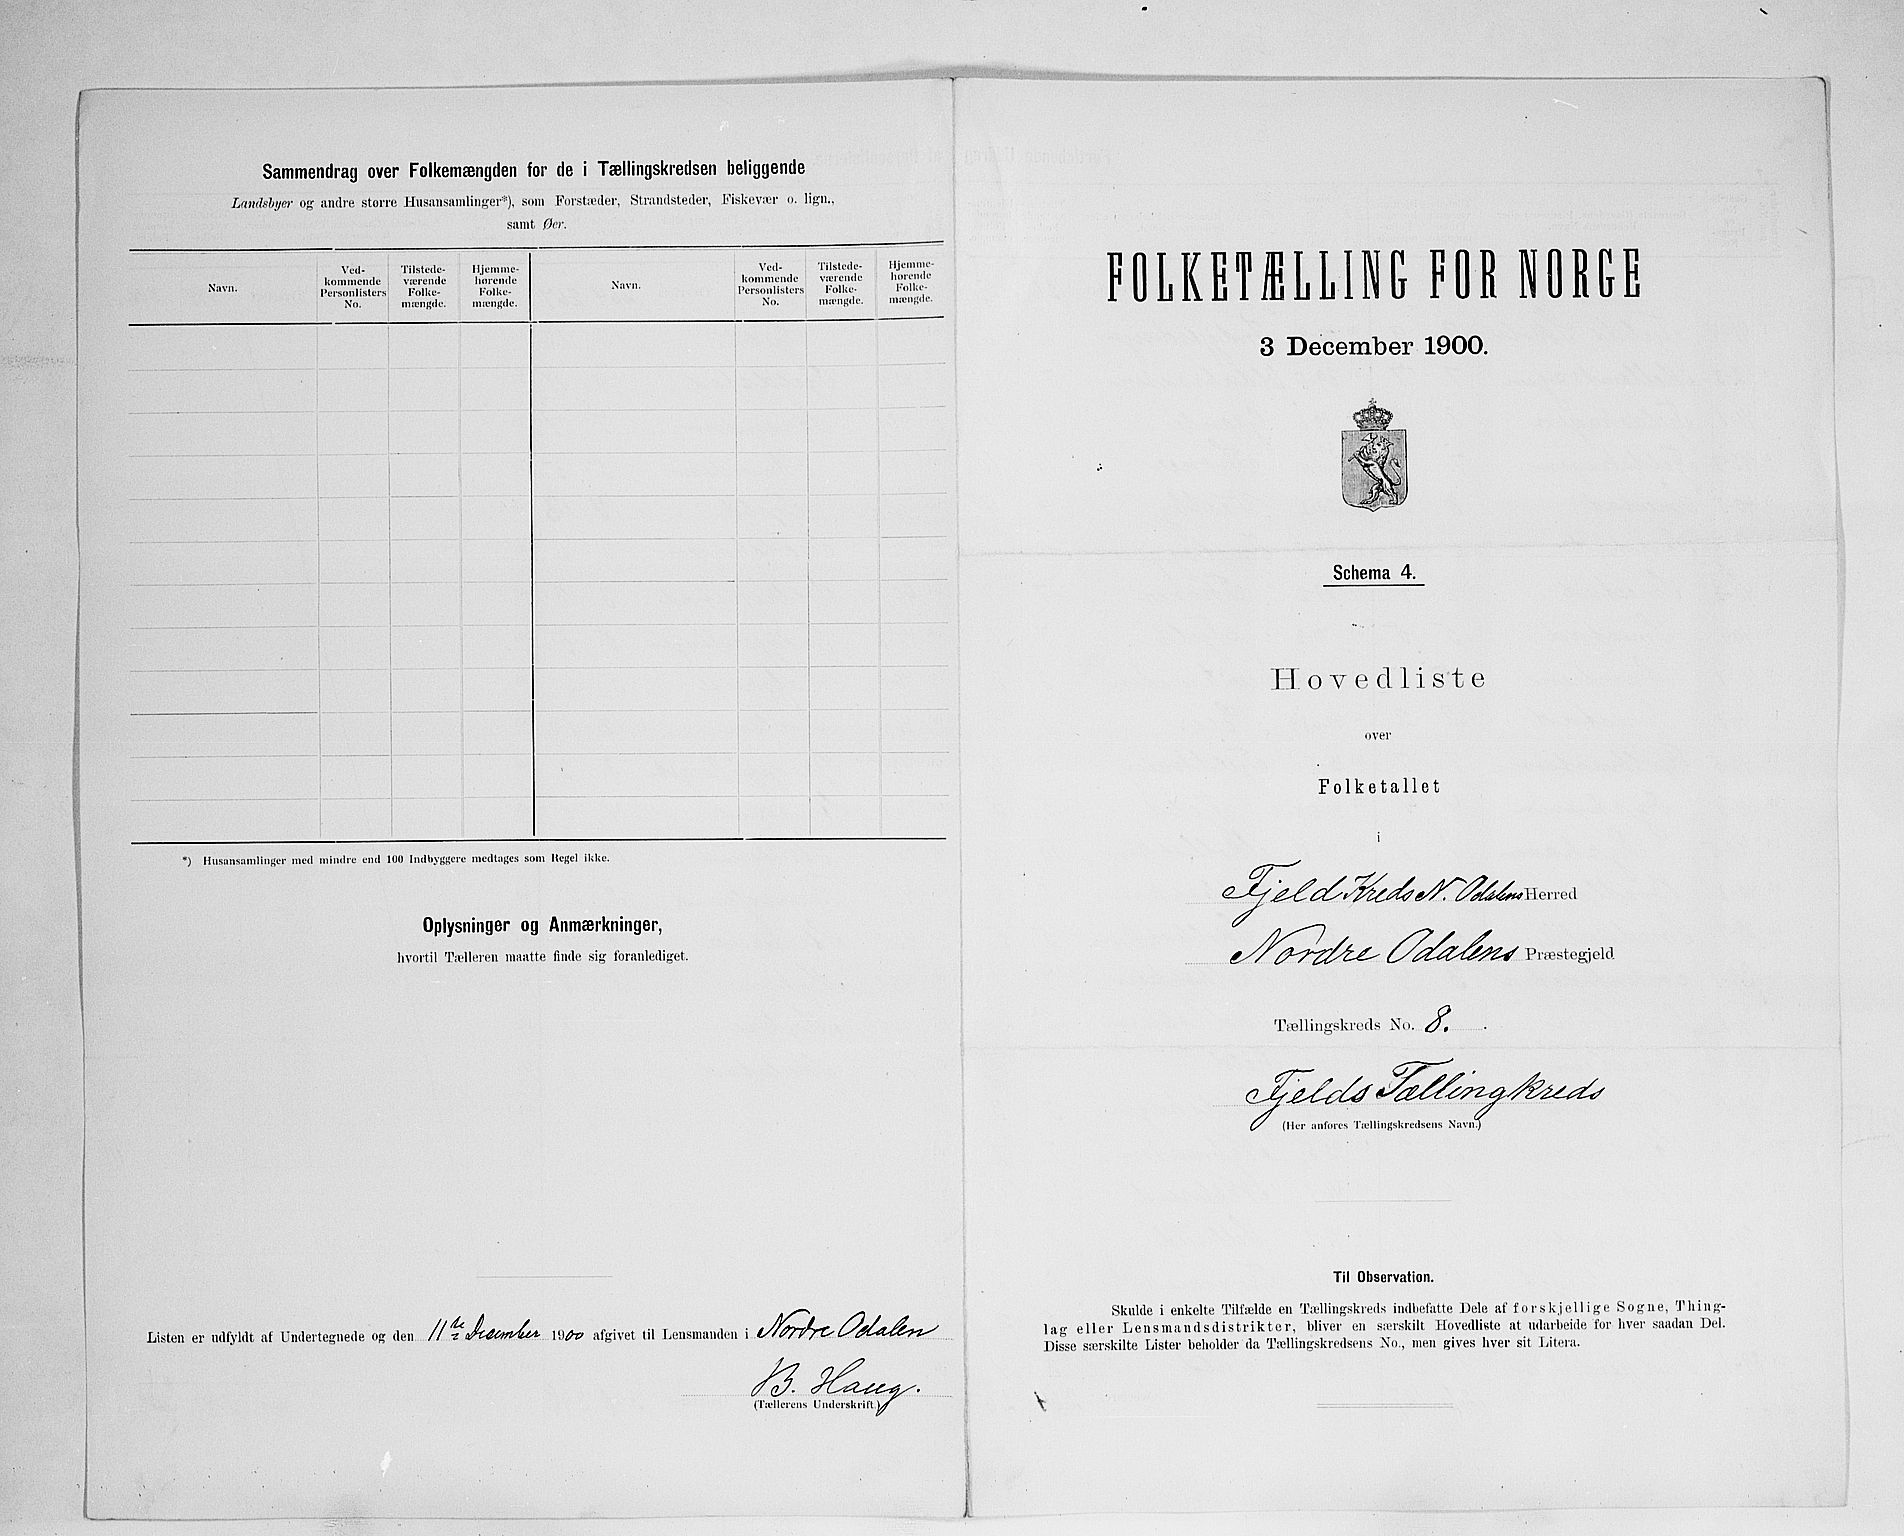 Sammendrag over Folkemængden for de i Tællingskredsen beliggende
Landsbyer og andre større Husansamlinger*), som Forstæder, Strandsteder, Fiskevær o. lign.,
samt Øer.
Navn.
Ved-
kommende
Personlisters
No.
Tilstede-
værende
Folke-
mængde.
Hjemme-
hørende
Folke-
mængde.
Navn.
Ved-
kommende
Personlisters
No.
Tilstede-
værende
Folke-
mængde.
Hjemme-
hørende
Folke-
mængde.
*) Husansamlinger med mindre end 100 Indbyggere medtages som Regel ikke.
Oplysninger og Anmærkninger,
hvortil Tælleren maatte finde sig foranlediget.
Listen er udfyldt af Undertegnede og den 11te December 1900 afgivet til Lensmanden i Nordre Odalen
B. Haug.
(Tællerens Underskrift.)
FOLKETÆLLING FOR NORGE
3 December 1900.
Schema 4.
Hovedliste
over
Folketallet
i
Fjeld Kreds N. Odalens Herred
Nordre Odalens Præstegjeld
Tællingskreds No. 8.
Fjelds Tællingkreds
(Her anføres Tællingskredsens Navn.)
Til Observation.
Skulde i enkelte Tilfælde en Tællingskreds indbefatte Dele af forskjellige Sogne, Thing-
lag eller Lensmandsdistrikter, bliver en særskilt Hovedliste at udarbeide for hver saadan Del.
Disse særskilte Lister beholder da Tællingskredsens No., men gives hver sit Litera.